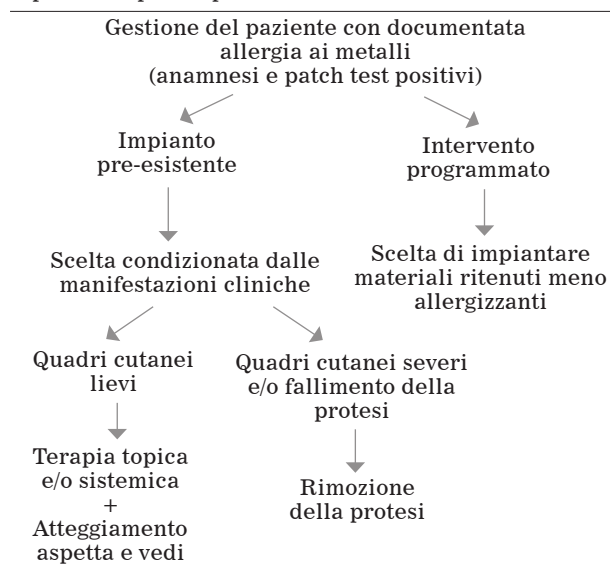 Gestione del paziente con documentata
allergia ai metalli
(anamnesi e patch test positivi)
Impianto
pre-esistente
Intervento
programmato
Scelta condizionata dalle
manifestazioni cliniche
Scelta di impiantare
materiali ritenuti meno
allergizzanti
Quadri cutanei
lievi
Quadri cutanei severi
e/o fallimento della
protesi
Terapia topica
e/o sistemica
+
Atteggiamento
aspetta e vedi
Rimozione
della protesi